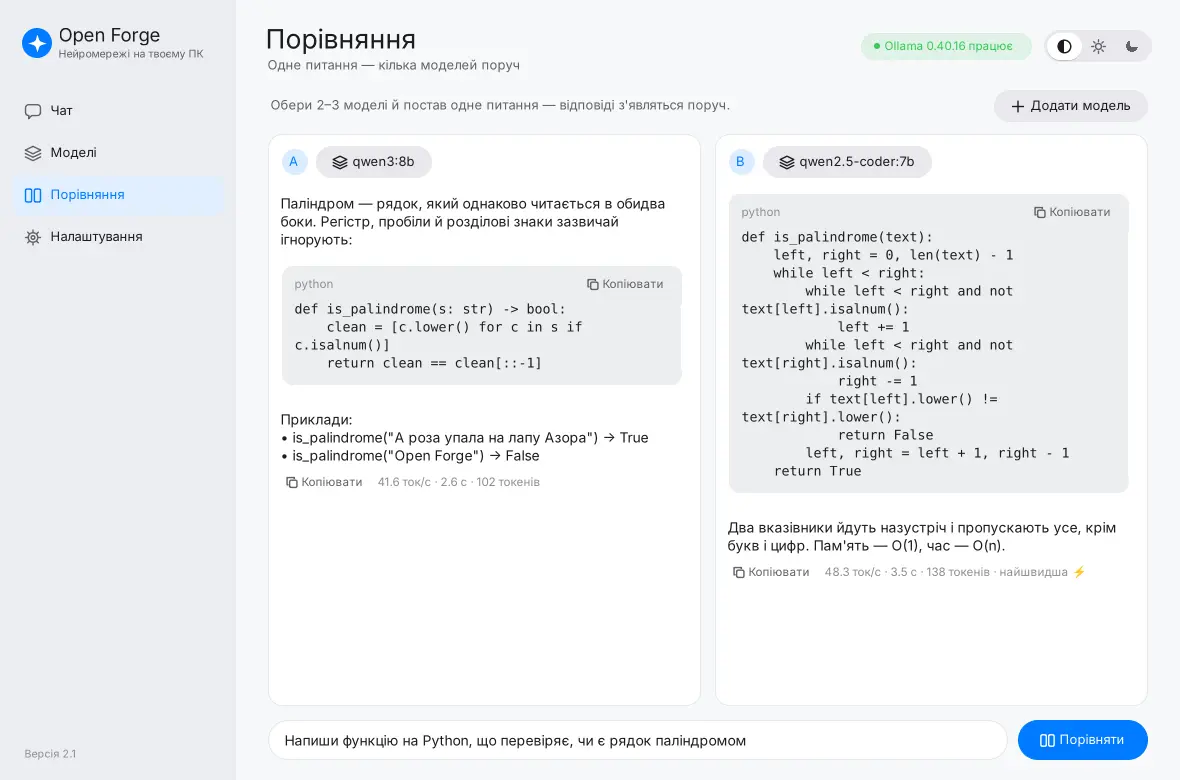 Open Forge
Нейромережі на твоєму ПК
Чат
Моделі
Порівняння
Налаштування
Версія 2.1
Порівняння
Одне питання — кілька моделей поруч
Ollama 0.40.16 працює
Обери 2–3 моделі й постав одне питання — відповіді з'являться поруч.
Додати модель
A qwen3:8b
Паліндром — рядок, який однаково читається в обидва
боки. Регістр, пробіли й розділові знаки зазвичай
ігнорують:
python Копіювати
def is_palindrome(s: str) -> bool:
    clean = [c.lower() for c in s if
c.isalnum()]
    return clean == clean[::-1]
Приклади:
• is_palindrome("А роза упала на лапу Азора") → True
• is_palindrome("Open Forge") → False
Копіювати 41.6 ток/с · 2.6 с · 102 токенів
B qwen2.5-coder:7b
python Копіювати
def is_palindrome(text):
    left, right = 0, len(text) - 1
    while left < right:
        while left < right and not
text[left].isalnum():
            left += 1
        while left < right and not
text[right].isalnum():
            right -= 1
        if text[left].lower() !=
text[right].lower():
            return False
        left, right = left + 1, right - 1
    return True
Два вказівники йдуть назустріч і пропускають усе, крім
букв і цифр. Пам'ять — O(1), час — O(n).
Копіювати 48.3 ток/с · 3.5 с · 138 токенів · найшвидша ⚡
Напиши функцію на Python, що перевіряє, чи є рядок паліндромом
Порівняти